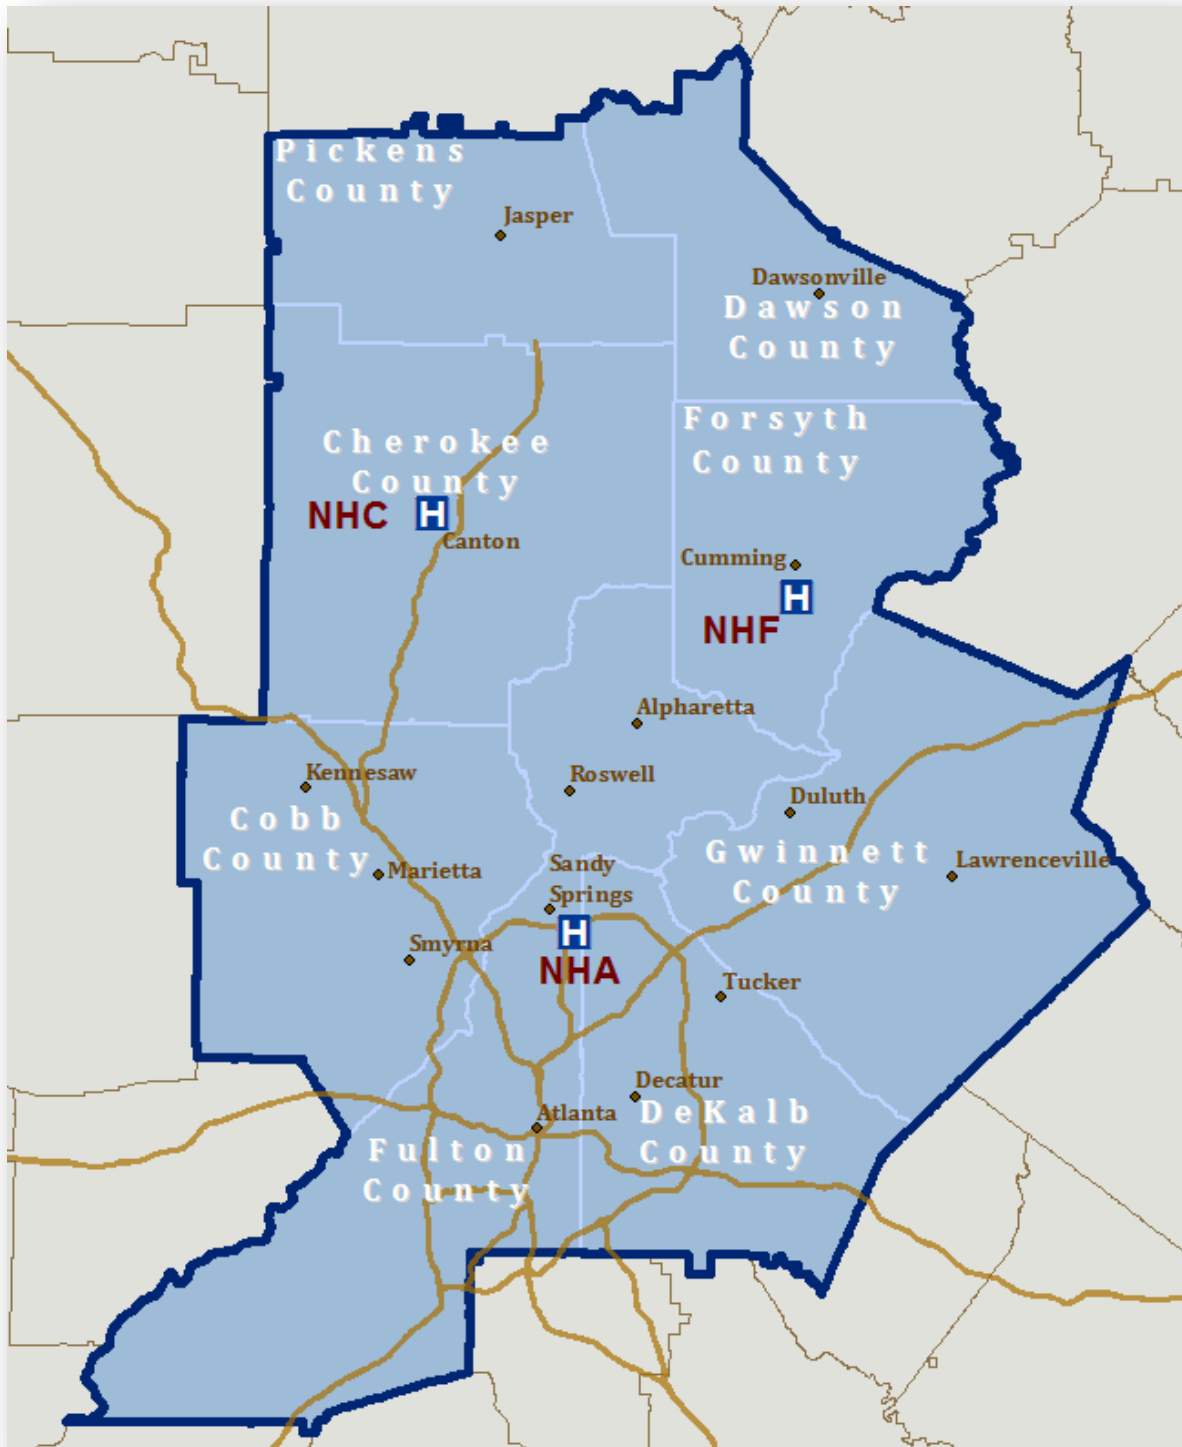 Pickens
County
Jasper
Dawsonville
Dawson
County
Forsyth
County
Cherokee
County
NHC H
Canton
Cumming
H
NHF
Alpharetta
Kennesaw
Roswell
Duluth
Cobb
County
Gwinnett
County
Lawrenceville
Marietta
Sandy
Springs
H
NHA
Smyrna
Tucker
Decatur
Atlanta
DeKalb
County
Fulton
County